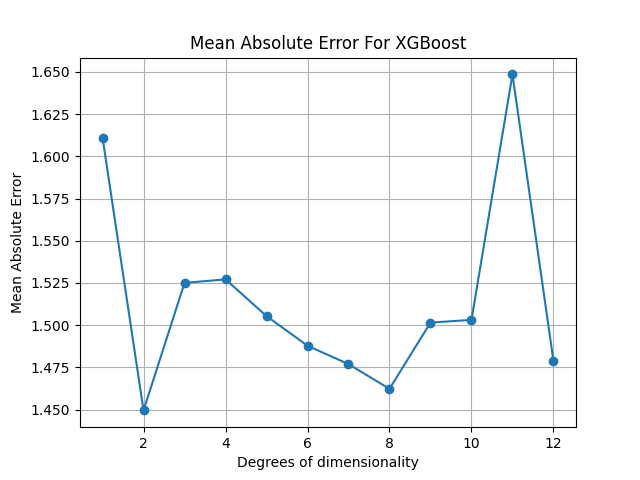 Mean Absolute Error For XGBoost
1.650
1.625
1.600
1.575
1.550
1.525
1.500
1.475
1.450
Mean Absolute Error
2 4 6 8 10 12
Degrees of dimensionality